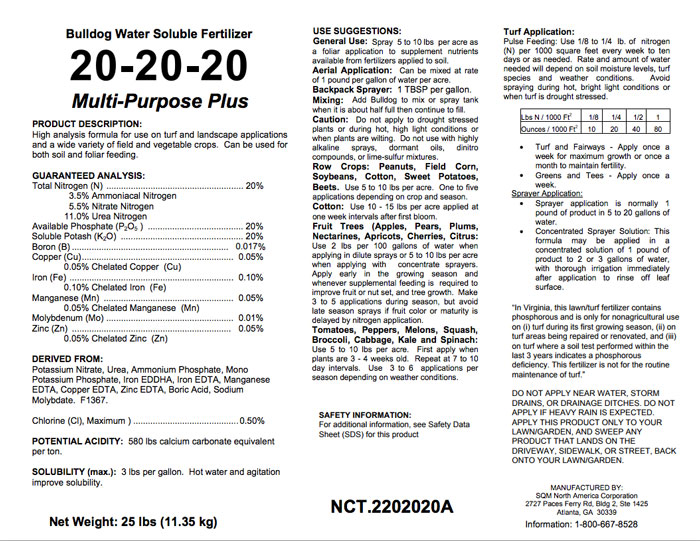 Bulldog Water Soluble Fertilizer
20-20-20
Multi-Purpose Plus
PRODUCT DESCRIPTION:
High analysis formula for use on turf and landscape applications
and a wide variety of field and vegetable crops. Can be used for
both soil and foliar feeding.
GUARANTEED ANALYSIS:
Total Nitrogen (N) ................................................ 20%
3.5% Ammoniacal Nitrogen
5.5% Nitrate Nitrogen
11.0% Urea Nitrogen
Available Phosphate (P₂O₅ ) .................................. 20%
Soluble Potash (K₂O) ............................................ 20%
Boron (B) ............................................................ 0.017%
Copper (Cu) ......................................................... 0.05%
0.05% Chelated Copper (Cu)
Iron (Fe) .............................................................. 0.10%
0.10% Chelated Iron (Fe)
Manganese (Mn) .................................................. 0.05%
0.05% Chelated Manganese (Mn)
Molybdenum (Mo) ................................................ 0.01%
Zinc (Zn) ............................................................. 0.05%
0.05% Chelated Zinc (Zn)
DERIVED FROM:
Potassium Nitrate, Urea, Ammonium Phosphate, Mono
Potassium Phosphate, Iron EDDHA, Iron EDTA, Manganese
EDTA, Copper EDTA, Zinc EDTA, Boric Acid, Sodium
Molybdate. F1367.
Chlorine (Cl), Maximum ) ................................... 0.50%
POTENTIAL ACIDITY: 580 lbs calcium carbonate equivalent
per ton.
SOLUBILITY (max.): 3 lbs per gallon. Hot water and agitation
improve solubility.
Net Weight: 25 lbs (11.35 kg)
USE SUGGESTIONS:
General Use: Spray 5 to 10 lbs per acre as
a foliar application to supplement nutrients
available from fertilizers applied to soil.
Aerial Application: Can be mixed at rate
of 1 pound per gallon of water per acre.
Backpack Sprayer: 1 TBSP per gallon.
Mixing: Add Bulldog to mix or spray tank
when it is about half full then continue to fill.
Caution: Do not apply to drought stressed
plants or during hot, high light conditions or
when plants are wilting. Do not use with highly
alkaline sprays, dormant oils, dinitro
compounds, or lime-sulfur mixtures.
Row Crops: Peanuts, Field Corn,
Soybeans, Cotton, Sweet Potatoes,
Beets. Use 5 to 10 lbs per acre. One to five
applications depending on crop and season.
Cotton: Use 10 - 15 lbs per acre applied at
one week intervals after first bloom.
Fruit Trees (Apples, Pears, Plums,
Nectarines, Apricots, Cherries, Citrus:
Use 2 lbs per 100 gallons of water when
applying in dilute sprays or 5 to 10 lbs per acre
when applying with concentrate sprayers.
Apply early in the growing season and
whenever supplemental feeding is required to
improve fruit or nut set, and tree growth. Make
3 to 5 applications during season, but avoid
late season sprays if fruit color or maturity is
delayed by nitrogen application.
Tomatoes, Peppers, Melons, Squash,
Broccoli, Cabbage, Kale and Spinach:
Use 5 to 10 lbs per acre. First apply when
plants are 3 - 4 weeks old. Repeat at 7 to 10
day intervals. Use 3 to 6 applications per
season depending on weather conditions.
SAFETY INFORMATION:
For additional information, see Safety Data
Sheet (SDS) for this product
NCT.2202020A
Turf Application:
Pulse Feeding: Use 1/8 to 1/4 lb. of nitrogen
(N) per 1000 square feet every week to ten
days or as needed. Rate and amount of water
needed will depend on soil moisture levels, turf
species and weather conditions. Avoid
spraying during hot, bright light conditions or
when turf is drought stressed.
Lbs N / 1000 Ft² 1/8 1/4 1/2 1
Ounces / 1000 Ft² 10 20 40 80
• Turf and Fairways - Apply once a
week for maximum growth or once a
month to maintain fertility.
• Greens and Tees - Apply once a
week.
Sprayer Application:
• Sprayer application is normally 1
pound of product in 5 to 20 gallons of
water.
• Concentrated Sprayer Solution: This
formula may be applied in a
concentrated solution of 1 pound of
product to 2 or 3 gallons of water,
with thorough irrigation immediately
after application to rinse off leaf
surface.
"In Virginia, this lawn/turf fertilizer contains
phosphorous and is only for nonagricultural use
on (i) turf during its first growing season, (ii) on
turf areas being repaired or renovated, and (iii)
on turf where a soil test performed within the
last 3 years indicates a phosphorous
deficiency. This fertilizer is not for the routine
maintenance of turf."
DO NOT APPLY NEAR WATER, STORM
DRAINS, OR DRAINAGE DITCHES. DO NOT
APPLY IF HEAVY RAIN IS EXPECTED.
APPLY THIS PRODUCT ONLY TO YOUR
LAWN/GARDEN, AND SWEEP ANY
PRODUCT THAT LANDS ON THE
DRIVEWAY, SIDEWALK, OR STREET, BACK
ONTO YOUR LAWN/GARDEN.
MANUFACTURED BY:
SQM North America Corporation
2727 Paces Ferry Rd, Bldg 2, Ste 1425
Atlanta, GA 30339
Information: 1-800-667-8528